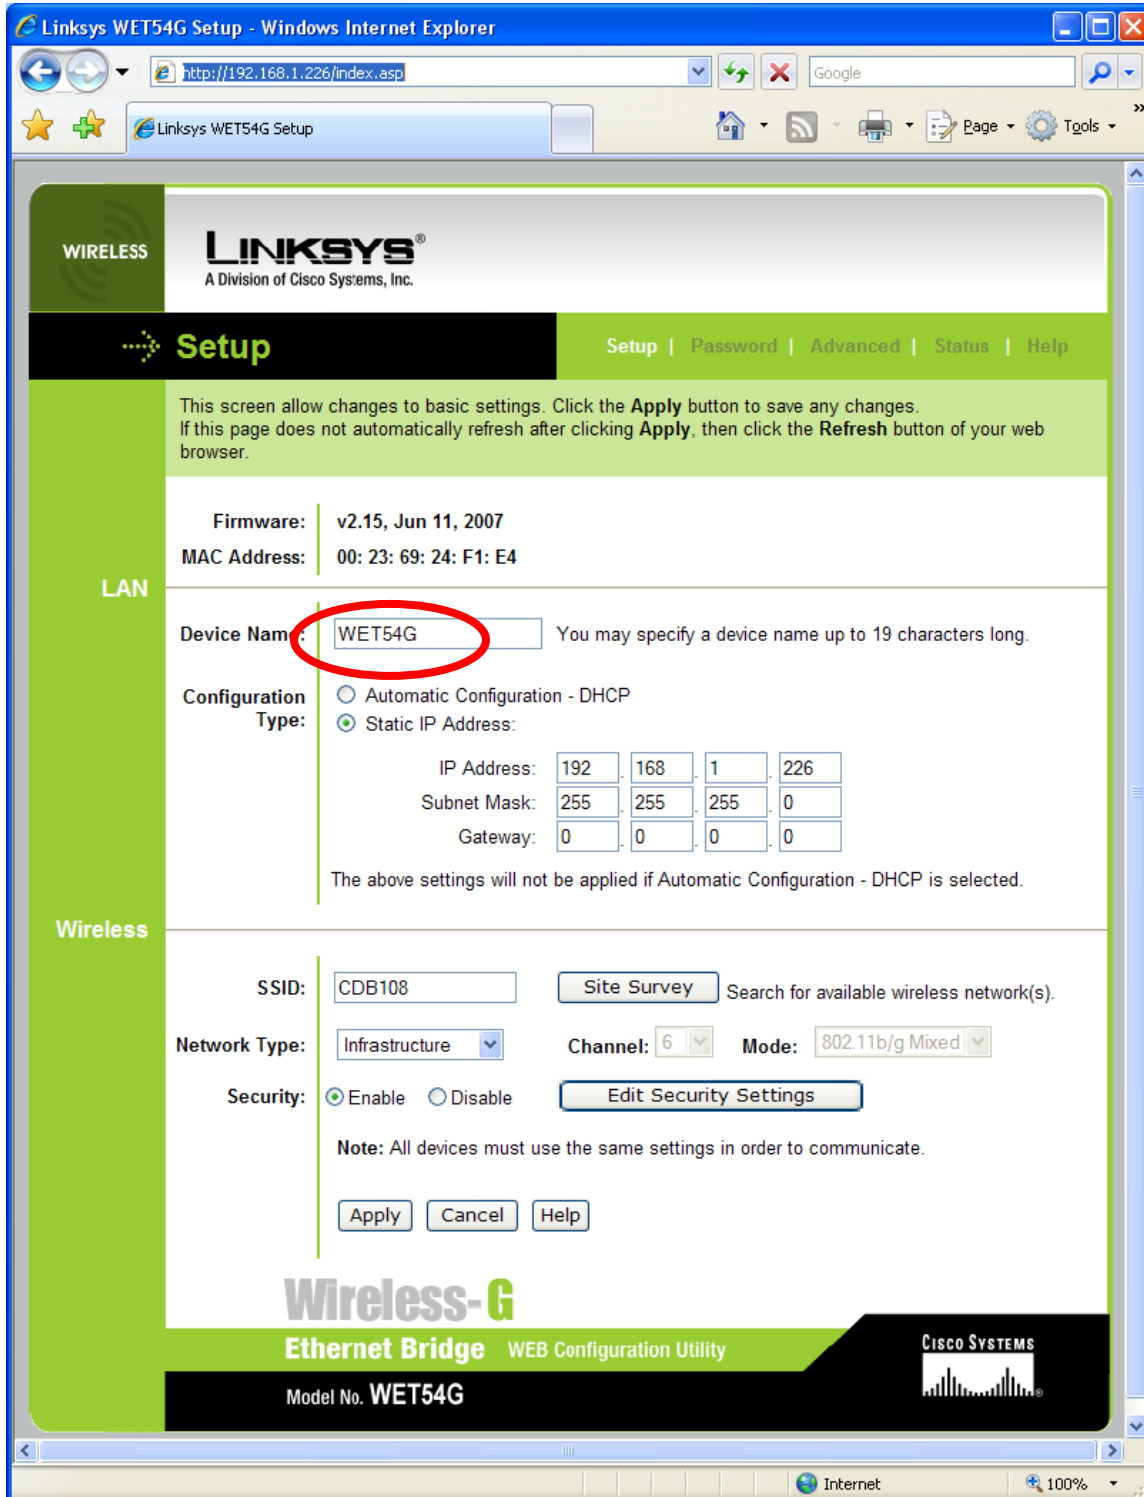 Linksys WET54G Setup - Windows Internet Explorer
http://192.168.1.226/index.asp
Google
Linksys WET54G Setup
Page
Tools
»
WIRELESS
LINKSYS®
A Division of Cisco Systems, Inc.
Setup
Setup | Password | Advanced | Status | Help
This screen allow changes to basic settings. Click the Apply button to save any changes.
If this page does not automatically refresh after clicking Apply, then click the Refresh button of your web
browser.
Firmware: v2.15, Jun 11, 2007
MAC Address: 00: 23: 69: 24: F1: E4
LAN
Device Name: WET54G You may specify a device name up to 19 characters long.
Configuration Type:
Automatic Configuration - DHCP
Static IP Address:
IP Address: 192 . 168 . 1 . 226
Subnet Mask: 255 . 255 . 255 . 0
Gateway: 0 . 0 . 0 . 0
The above settings will not be applied if Automatic Configuration - DHCP is selected.
Wireless
SSID: CDB108 Site Survey Search for available wireless network(s).
Network Type: Infrastructure Channel: 6 Mode: 802.11b/g Mixed
Security: Enable Disable Edit Security Settings
Note: All devices must use the same settings in order to communicate.
Apply Cancel Help
Wireless-G
Ethernet Bridge WEB Configuration Utility
Model No. WET54G
CISCO SYSTEMS
®
Internet 100%